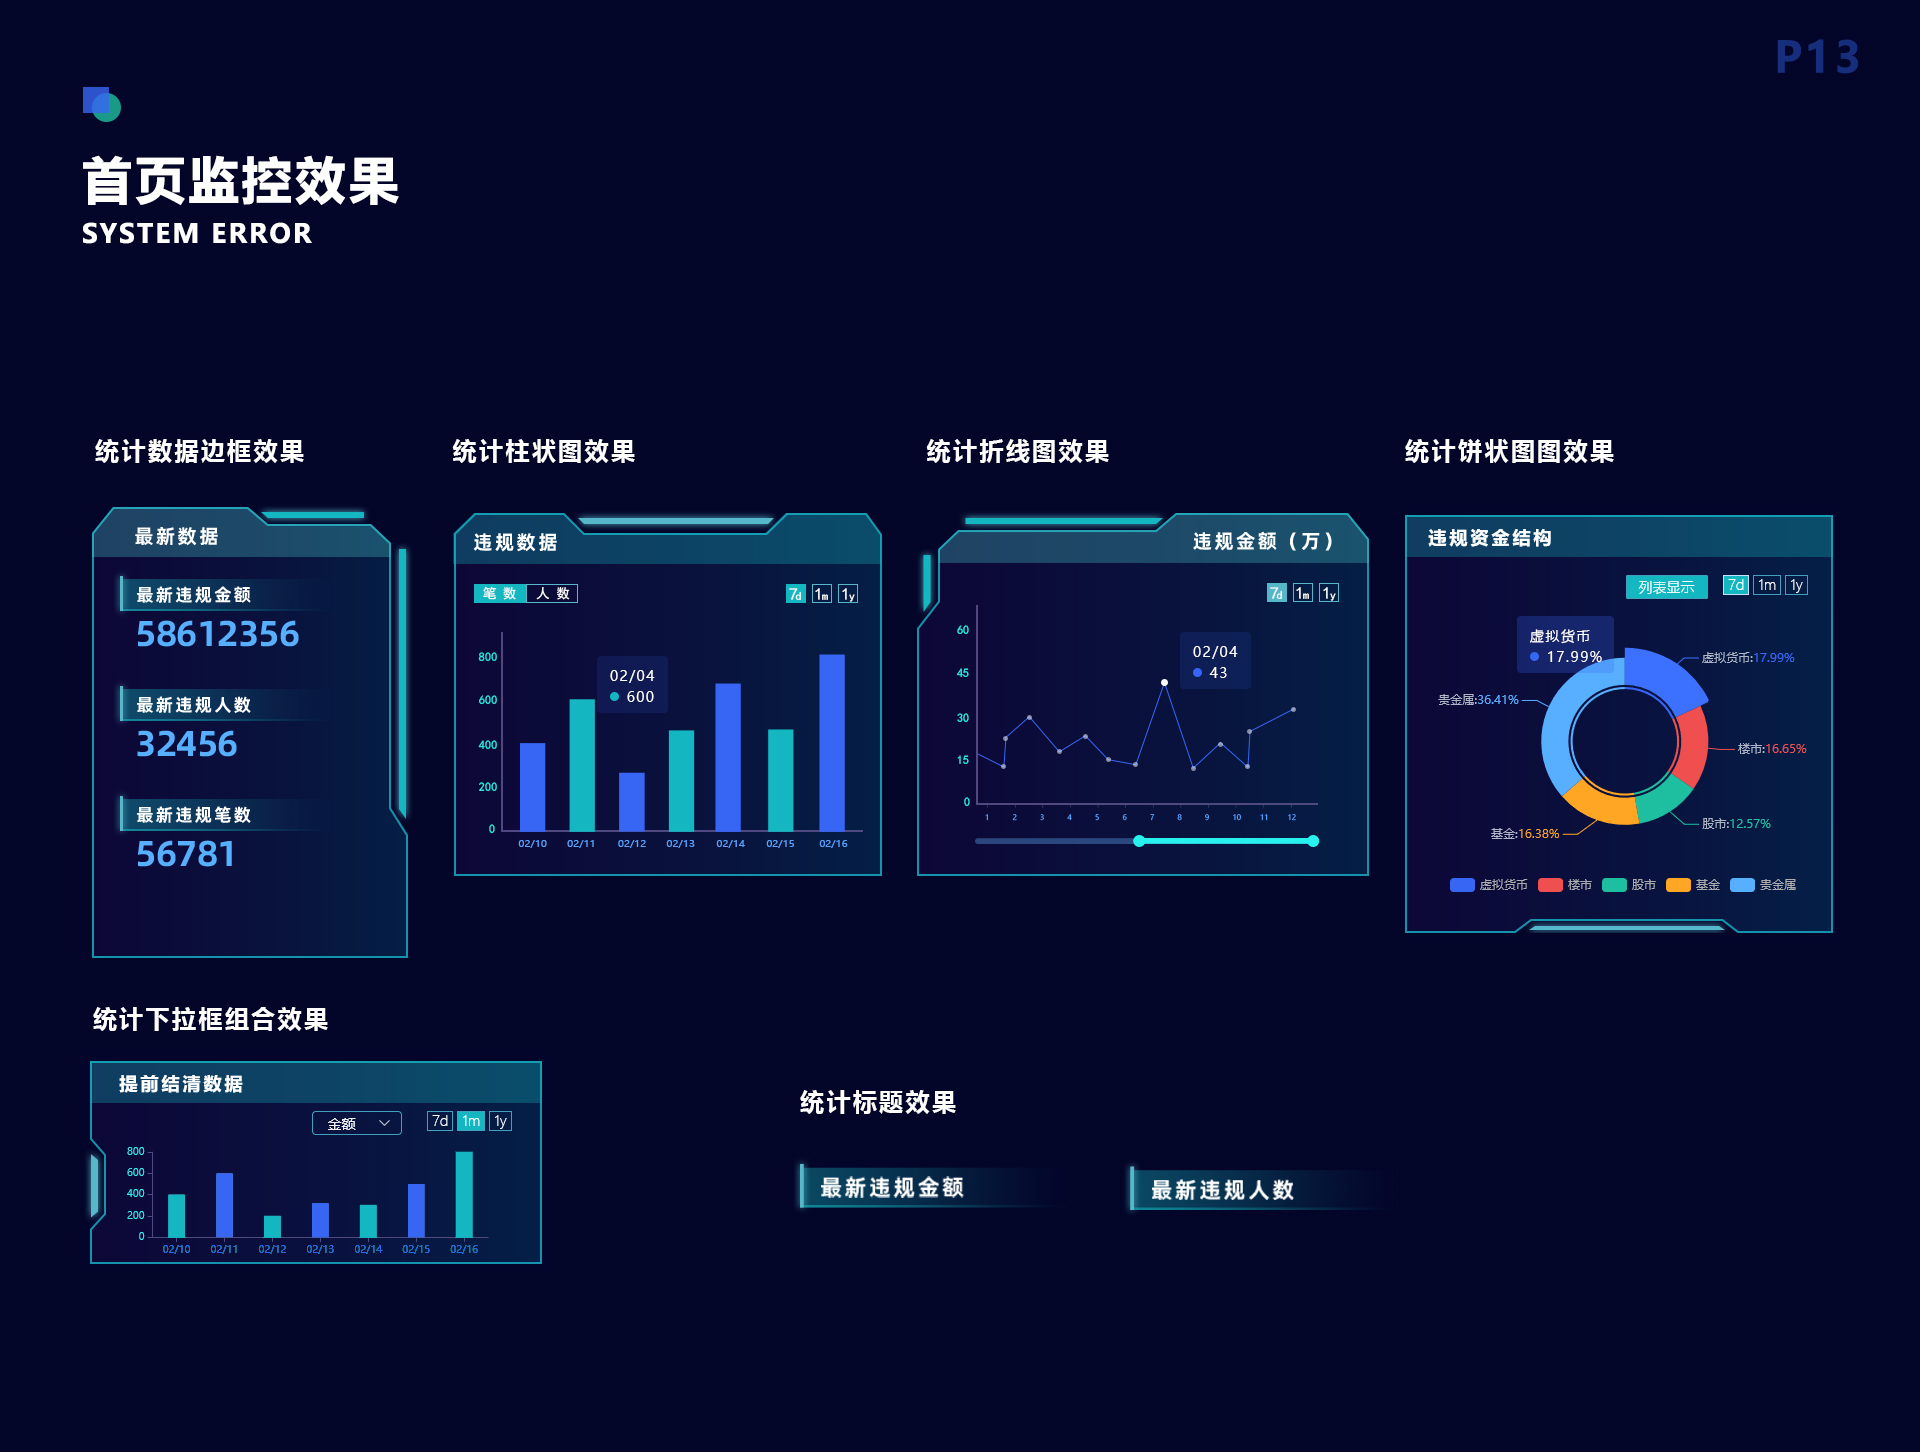 P13
首页监控效果
SYSTEM ERROR
统计数据边框效果
最新数据
最新违规金额
58612356
最新违规人数
32456
最新违规笔数
56781
统计柱状图效果
违规数据
笔数 人数
7d 1m 1y
800
600
400
200
0
02/04
600
02/10 02/11 02/12 02/13 02/14 02/15 02/16
统计折线图效果
违规金额（万）
7d 1m 1y
60
45
30
15
0
02/04
43
1 2 3 4 5 6 7 8 9 10 11 12
统计饼状图图效果
违规资金结构
列表显示 7d 1m 1y
虚拟货币
17.99%
虚拟货币:17.99%
贵金属:36.41%
楼市:16.65%
股市:12.57%
基金:16.38%
虚拟货币 楼市 股市 基金 贵金属
统计下拉框组合效果
提前结清数据
金额 7d 1m 1y
800
600
400
200
0
02/10 02/11 02/12 02/13 02/14 02/15 02/16
统计标题效果
最新违规金额
最新违规人数